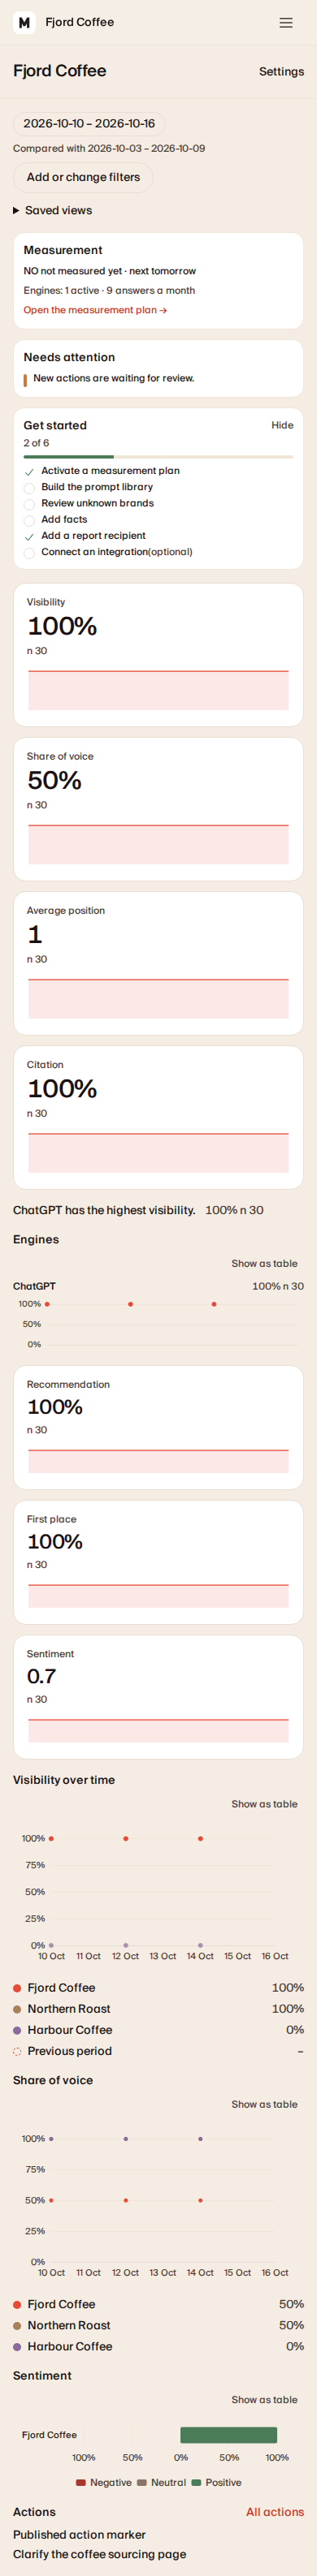 M Fjord Coffee
Fjord Coffee Settings
2026-10-10 – 2026-10-16
Compared with 2026-10-03 – 2026-10-09
Add or change filters
Saved views
Measurement
NO not measured yet · next tomorrow
Engines: 1 active · 9 answers a month
Open the measurement plan →
Needs attention
New actions are waiting for review.
Get started Hide
2 of 6
Activate a measurement plan
Build the prompt library
Review unknown brands
Add facts
Add a report recipient
Connect an integration(optional)
Visibility
100%
n 30
Share of voice
50%
n 30
Average position
1
n 30
Citation
100%
n 30
ChatGPT has the highest visibility. 100% n 30
Engines
Show as table
ChatGPT 100% n 30
100%
50%
0%
Recommendation
100%
n 30
First place
100%
n 30
Sentiment
0.7
n 30
Visibility over time
Show as table
100%
75%
50%
25%
0%
10 Oct 11 Oct 12 Oct 13 Oct 14 Oct 15 Oct 16 Oct
Fjord Coffee 100%
Northern Roast 100%
Harbour Coffee 0%
Previous period –
Share of voice
Show as table
100%
75%
50%
25%
0%
10 Oct 11 Oct 12 Oct 13 Oct 14 Oct 15 Oct 16 Oct
Fjord Coffee 50%
Northern Roast 50%
Harbour Coffee 0%
Sentiment
Show as table
Fjord Coffee
100% 50% 0% 50% 100%
Negative Neutral Positive
Actions All actions
Published action marker
Clarify the coffee sourcing page